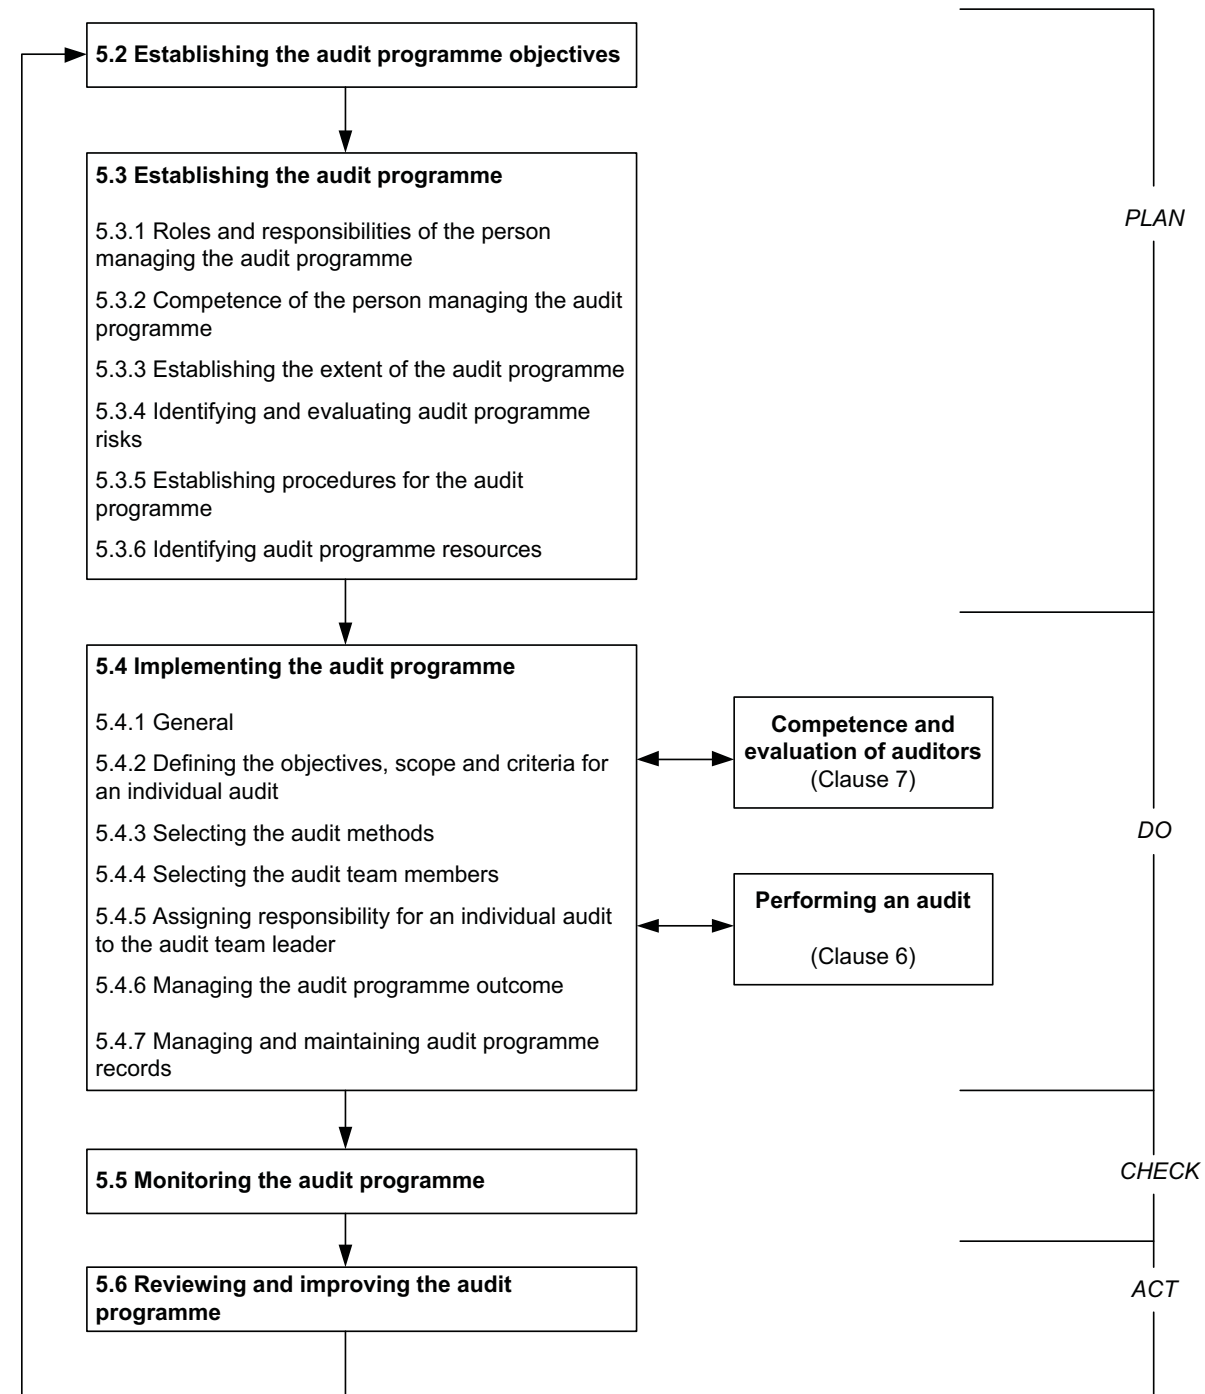 5.2 Establishing the audit programme objectives
5.3 Establishing the audit programme
5.3.1 Roles and responsibilities of the person
managing the audit programme
5.3.2 Competence of the person managing the audit
programme
5.3.3 Establishing the extent of the audit programme
5.3.4 Identifying and evaluating audit programme
risks
5.3.5 Establishing procedures for the audit
programme
5.3.6 Identifying audit programme resources
PLAN
5.4 Implementing the audit programme
5.4.1 General
5.4.2 Defining the objectives, scope and criteria for
an individual audit
5.4.3 Selecting the audit methods
5.4.4 Selecting the audit team members
5.4.5 Assigning responsibility for an individual audit
to the audit team leader
5.4.6 Managing the audit programme outcome
5.4.7 Managing and maintaining audit programme
records
Competence and
evaluation of auditors
(Clause 7)
Performing an audit
(Clause 6)
DO
5.5 Monitoring the audit programme
CHECK
5.6 Reviewing and improving the audit
programme
ACT